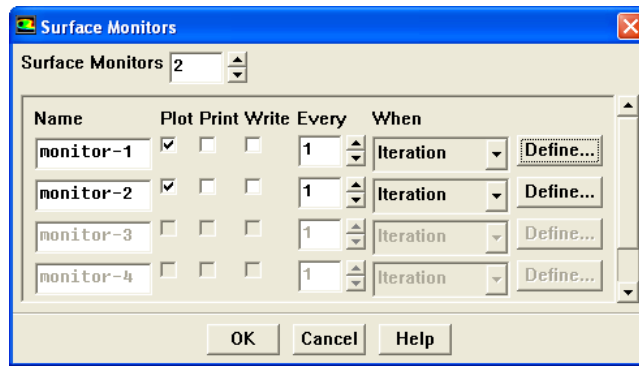 Surface Monitors
Surface Monitors 2
Name Plot Print Write Every When
monitor-1 1 Iteration Define...
monitor-2 1 Iteration Define...
monitor-3 1 Iteration Define...
monitor-4 1 Iteration Define...
OK Cancel Help